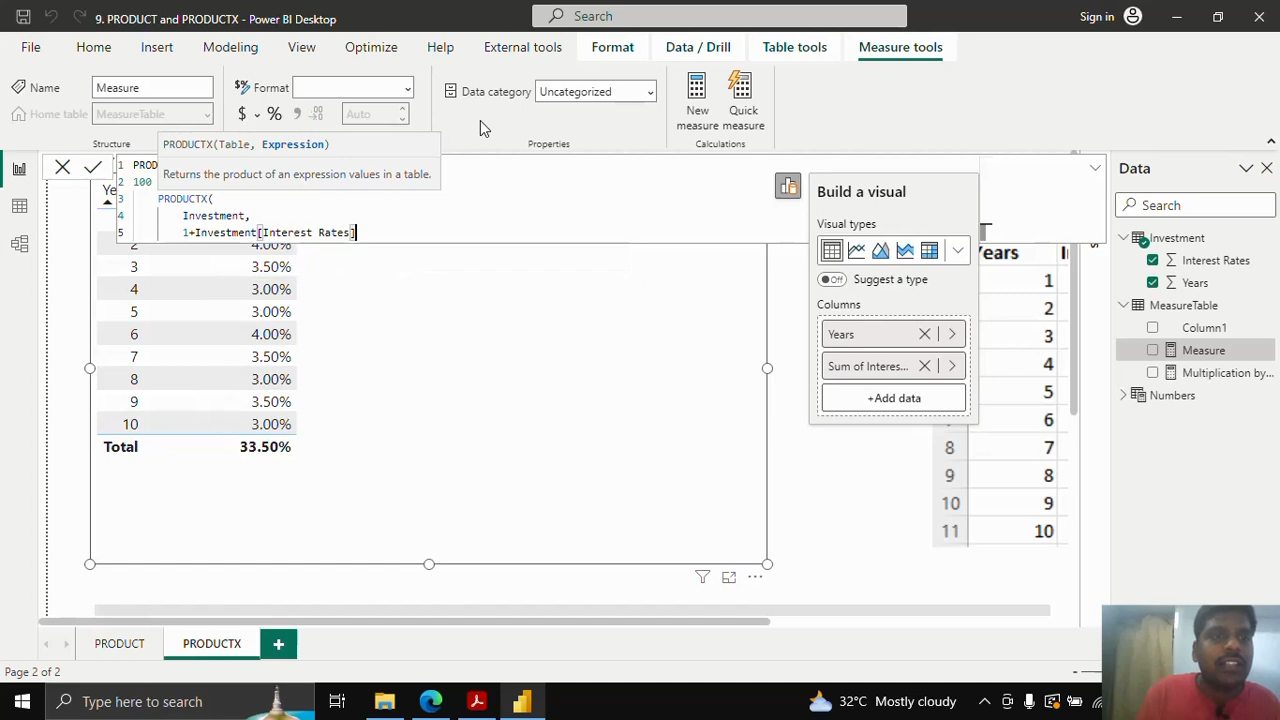 9. PRODUCT and PRODUCTX - Power BI Desktop
Search
Sign in
File Home Insert Modeling View Optimize Help External tools Format Data / Drill Table tools Measure tools
Name Measure
Format
Data category Uncategorized
New measure
Quick measure
Home table MeasureTable
$ % Auto
Structure
Properties
Calculations
PRODUCTX(Table, Expression)
Returns the product of an expression values in a table.
1 PROD
2 100
3 PRODUCTX(
4 Investment,
5 1+Investment[Interest Rates]
Ye
2 4.00%
3 3.50%
4 3.00%
5 3.00%
6 4.00%
7 3.50%
8 3.00%
9 3.50%
10 3.00%
Total 33.50%
Build a visual
Visual types
Off Suggest a type
Columns
Years
Sum of Interes...
+Add data
Years
1
2
3
4
5
6
8 7
9 8
10 9
11 10
Data
Search
Investment
Interest Rates
Years
MeasureTable
Column1
Measure
Multiplication by...
Numbers
PRODUCT PRODUCTX
Page 2 of 2
Type here to search
32°C Mostly cloudy